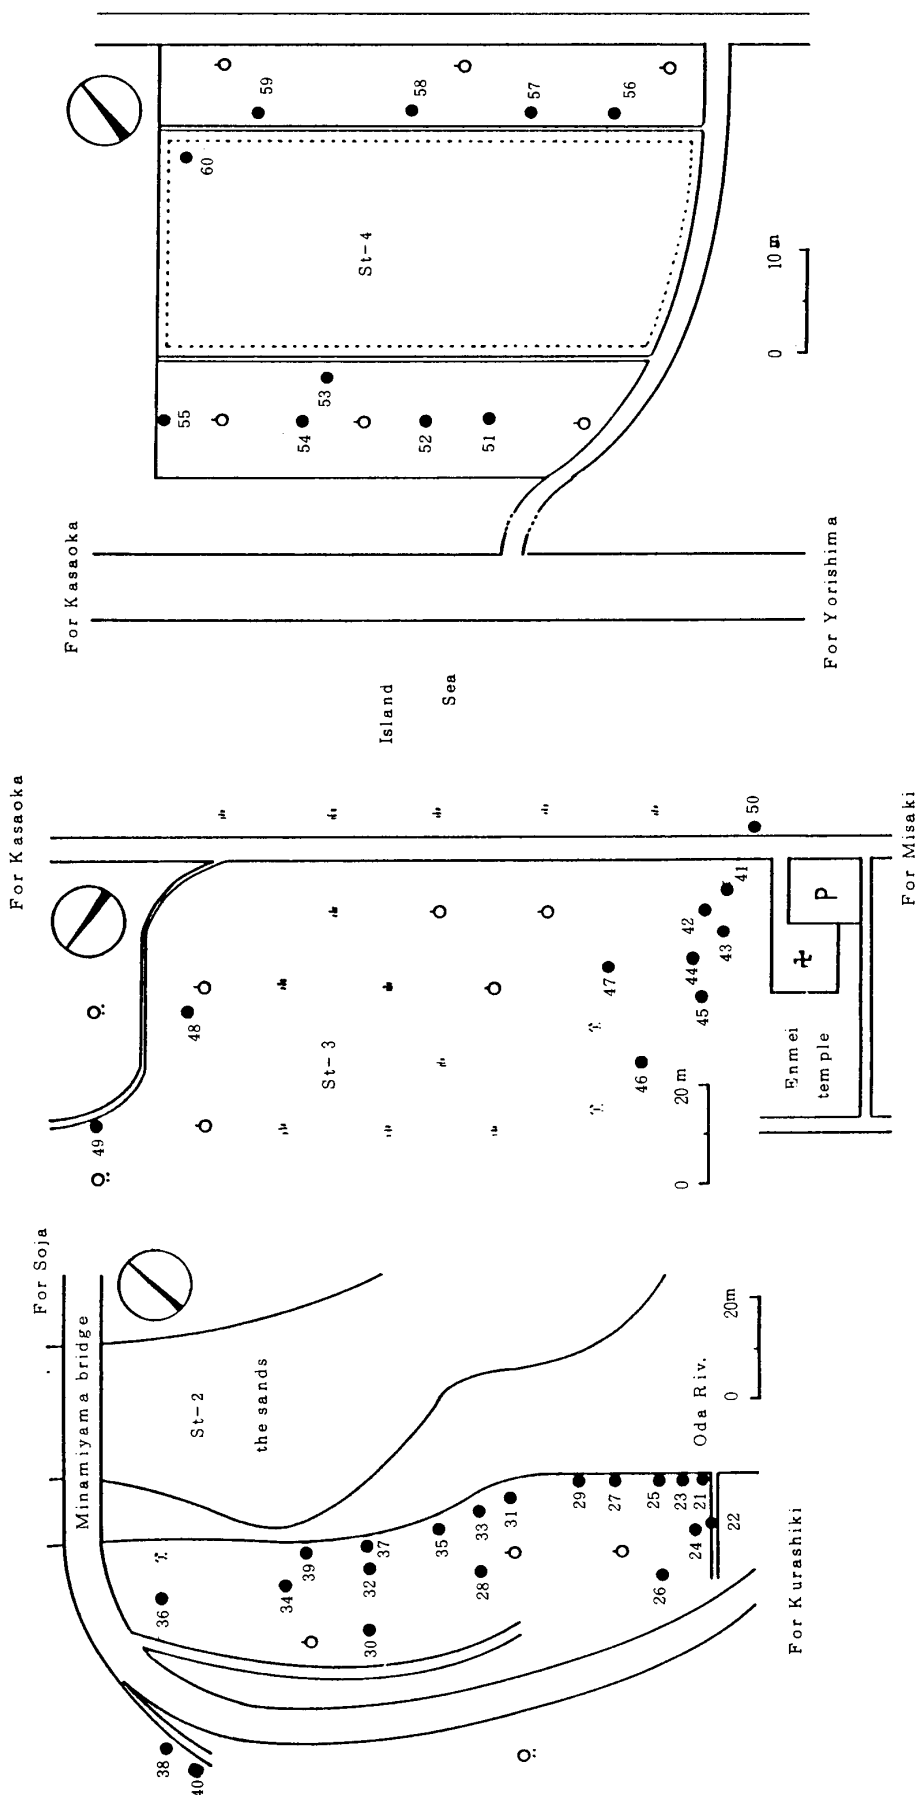 For Soja
Minamiyama bridge
St-2
the sands
36
39
34
37
32
30
35
33
31
28
29
27
25
23
21
24
22
26
38
40
Oda Riv.
0 20m
For Kurashiki
For Kasaoka
Island
Sea
49
48
St-3
47
46
44
45
42
43
41
50
卍
P
Enmei
temple
0 20 m
For Misaki
For Kasaoka
59
58
57
56
60
St-4
55
54
53
52
51
0 10 m
For Yorishima